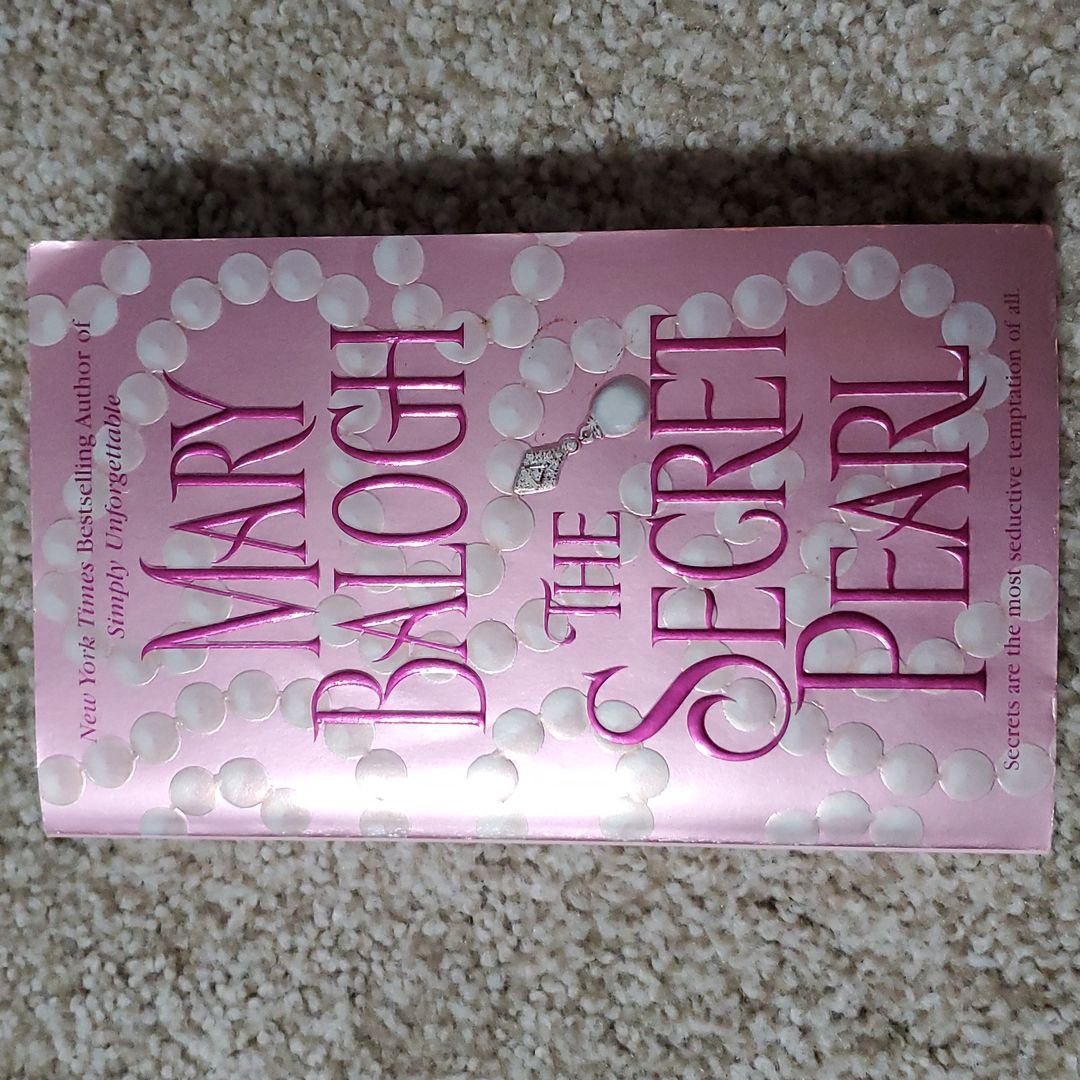 New York Times Bestselling Author of
Simply Unforgettable
MARY
BALOGH
THE
SECRET
PEARL
Secrets are the most seductive temptation of all.